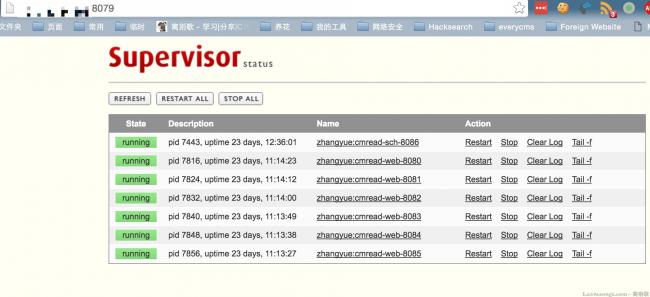 8079
文件夹 页面 常用 临时 离别歌 - 学习|分享|C 养花 我的工具 网络安全 Hacksearch everycms Foreign Website
Supervisor status
REFRESH RESTART ALL STOP ALL
State Description Name Action
running pid 7443, uptime 23 days, 12:36:01 zhangyue:cmread-sch-8086 Restart Stop Clear Log Tail -f
running pid 7816, uptime 23 days, 11:14:23 zhangyue:cmread-web-8080 Restart Stop Clear Log Tail -f
running pid 7824, uptime 23 days, 11:14:12 zhangyue:cmread-web-8081 Restart Stop Clear Log Tail -f
running pid 7832, uptime 23 days, 11:14:00 zhangyue:cmread-web-8082 Restart Stop Clear Log Tail -f
running pid 7840, uptime 23 days, 11:13:49 zhangyue:cmread-web-8083 Restart Stop Clear Log Tail -f
running pid 7848, uptime 23 days, 11:13:38 zhangyue:cmread-web-8084 Restart Stop Clear Log Tail -f
running pid 7856, uptime 23 days, 11:13:27 zhangyue:cmread-web-8085 Restart Stop Clear Log Tail -f